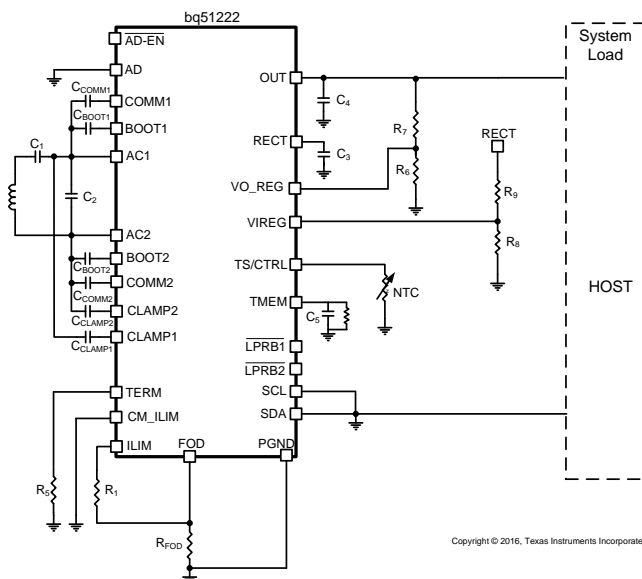 bq51222
AD-EN
AD
COMM1
BOOT1
AC1
AC2
BOOT2
COMM2
CLAMP2
CLAMP1
TERM
CM_ILIM
ILIM
FOD
PGND
OUT
RECT
VO_REG
VIREG
TS/CTRL
TMEM
LPRB1
LPRB2
SCL
SDA
CCOMM1
CBOOT1
C1
C2
CBOOT2
CCOMM2
CCLAMP2
CCLAMP1
R5
R1
RFOD
C4
C3
R7
R6
RECT
R9
R8
NTC
C5
System
Load
HOST
Copyright © 2016, Texas Instruments Incorporate